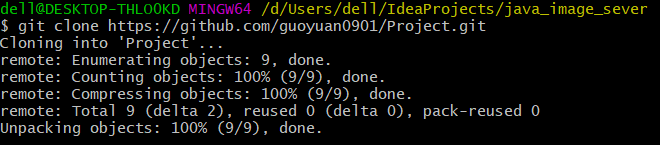 dell@DESKTOP-THLOOKD MINGW64 /d/Users/dell/IdeaProjects/java_image_sever
$ git clone https://github.com/guoyuan0901/Project.git
Cloning into 'Project'...
remote: Enumerating objects: 9, done.
remote: Counting objects: 100% (9/9), done.
remote: Compressing objects: 100% (9/9), done.
remote: Total 9 (delta 2), reused 0 (delta 0), pack-reused 0
Unpacking objects: 100% (9/9), done.